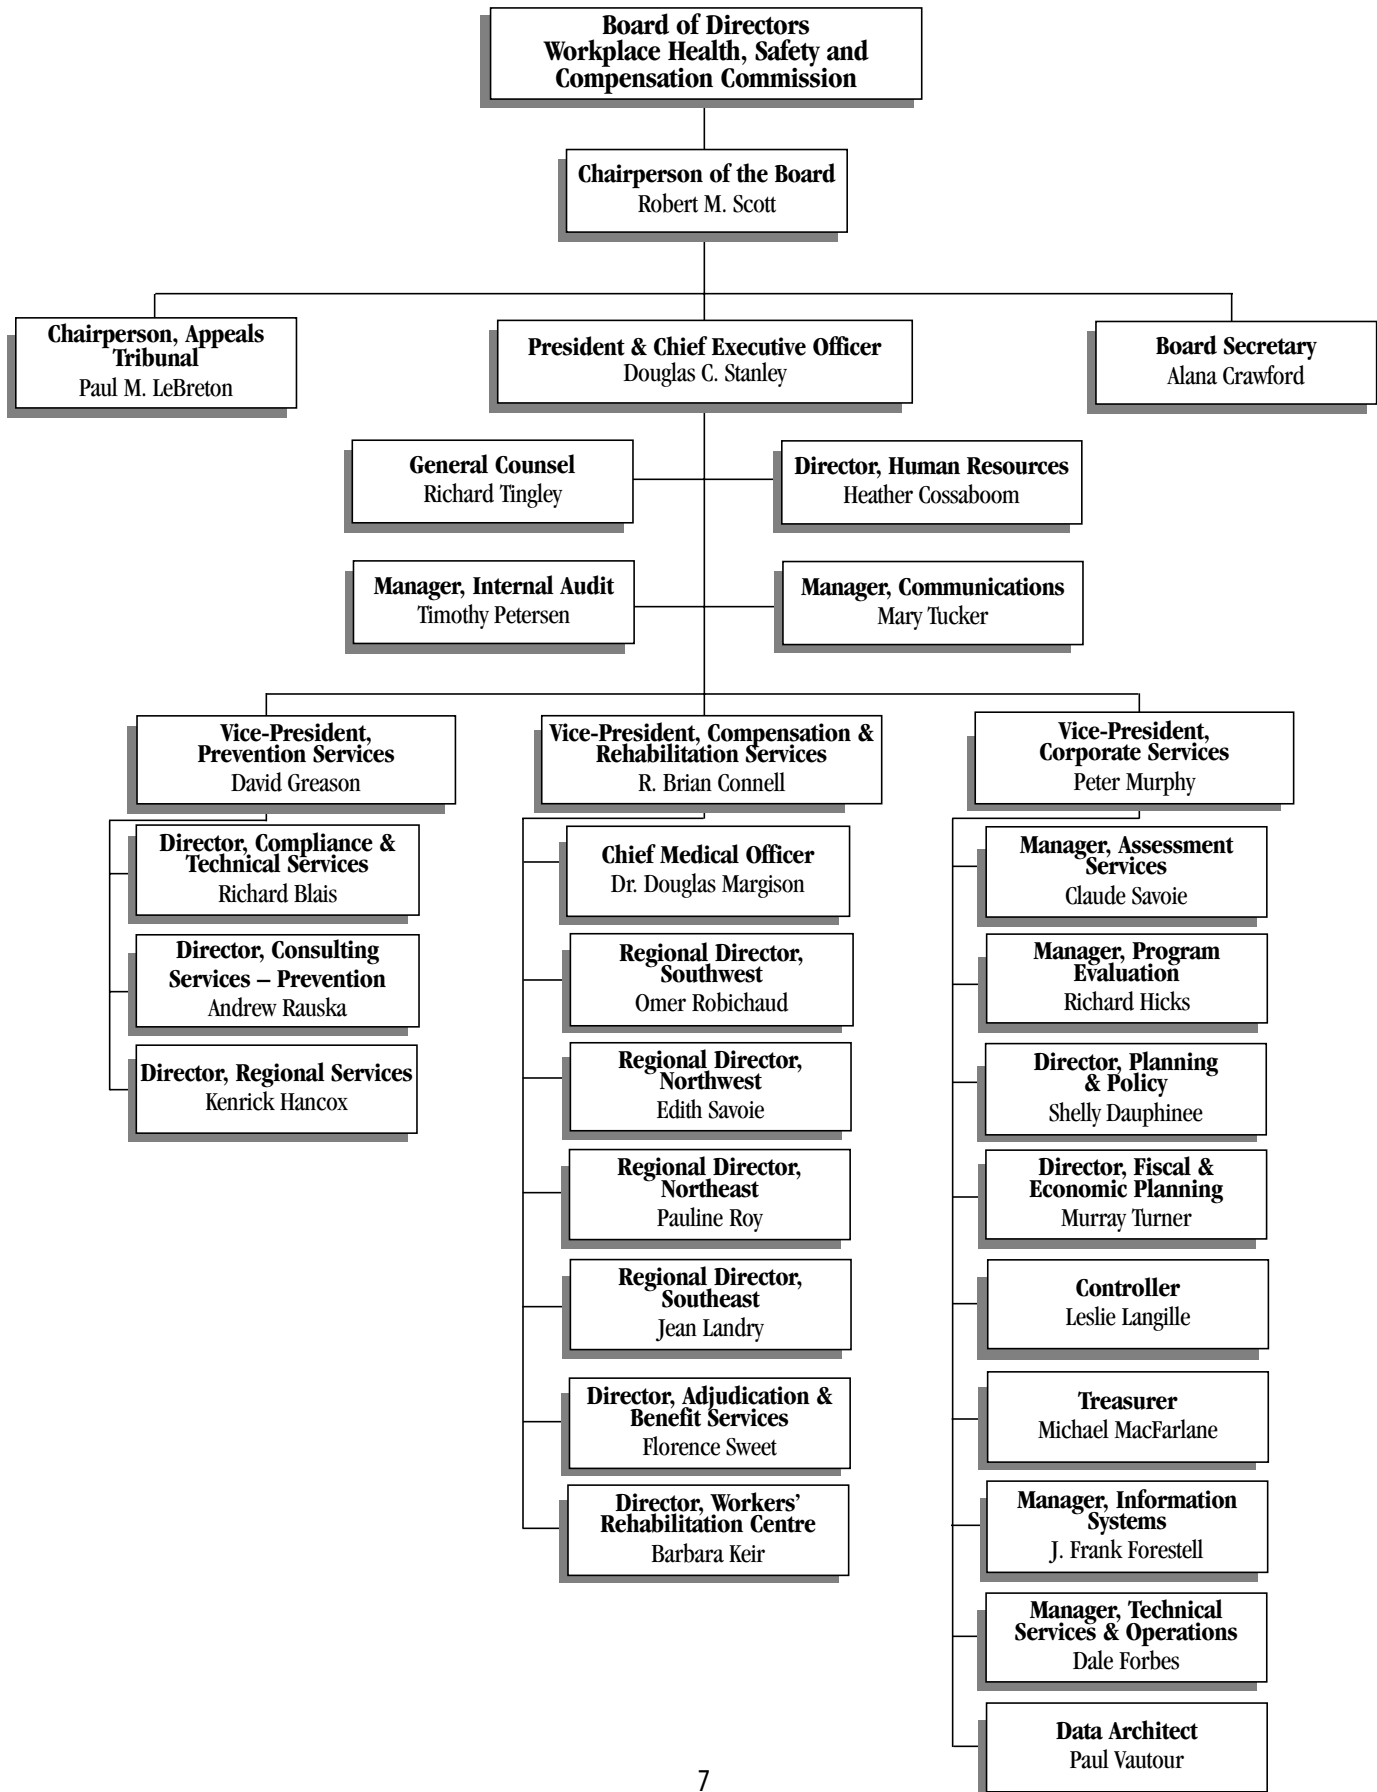 Board of Directors
Workplace Health, Safety and
Compensation Commission
Chairperson of the Board
Robert M. Scott
Chairperson, Appeals
Tribunal
Paul M. LeBreton
President & Chief Executive Officer
Douglas C. Stanley
Board Secretary
Alana Crawford
General Counsel
Richard Tingley
Director, Human Resources
Heather Cossaboom
Manager, Internal Audit
Timothy Petersen
Manager, Communications
Mary Tucker
Vice-President,
Prevention Services
David Greason
Director, Compliance &
Technical Services
Richard Blais
Director, Consulting
Services – Prevention
Andrew Rauska
Director, Regional Services
Kenrick Hancox
Vice-President, Compensation &
Rehabilitation Services
R. Brian Connell
Chief Medical Officer
Dr. Douglas Margison
Regional Director,
Southwest
Omer Robichaud
Regional Director,
Northwest
Edith Savoie
Regional Director,
Northeast
Pauline Roy
Regional Director,
Southeast
Jean Landry
Director, Adjudication &
Benefit Services
Florence Sweet
Director, Workers’
Rehabilitation Centre
Barbara Keir
Vice-President,
Corporate Services
Peter Murphy
Manager, Assessment
Services
Claude Savoie
Manager, Program
Evaluation
Richard Hicks
Director, Planning
& Policy
Shelly Dauphinee
Director, Fiscal &
Economic Planning
Murray Turner
Controller
Leslie Langille
Treasurer
Michael MacFarlane
Manager, Information
Systems
J. Frank Forestell
Manager, Technical
Services & Operations
Dale Forbes
Data Architect
Paul Vautour
7